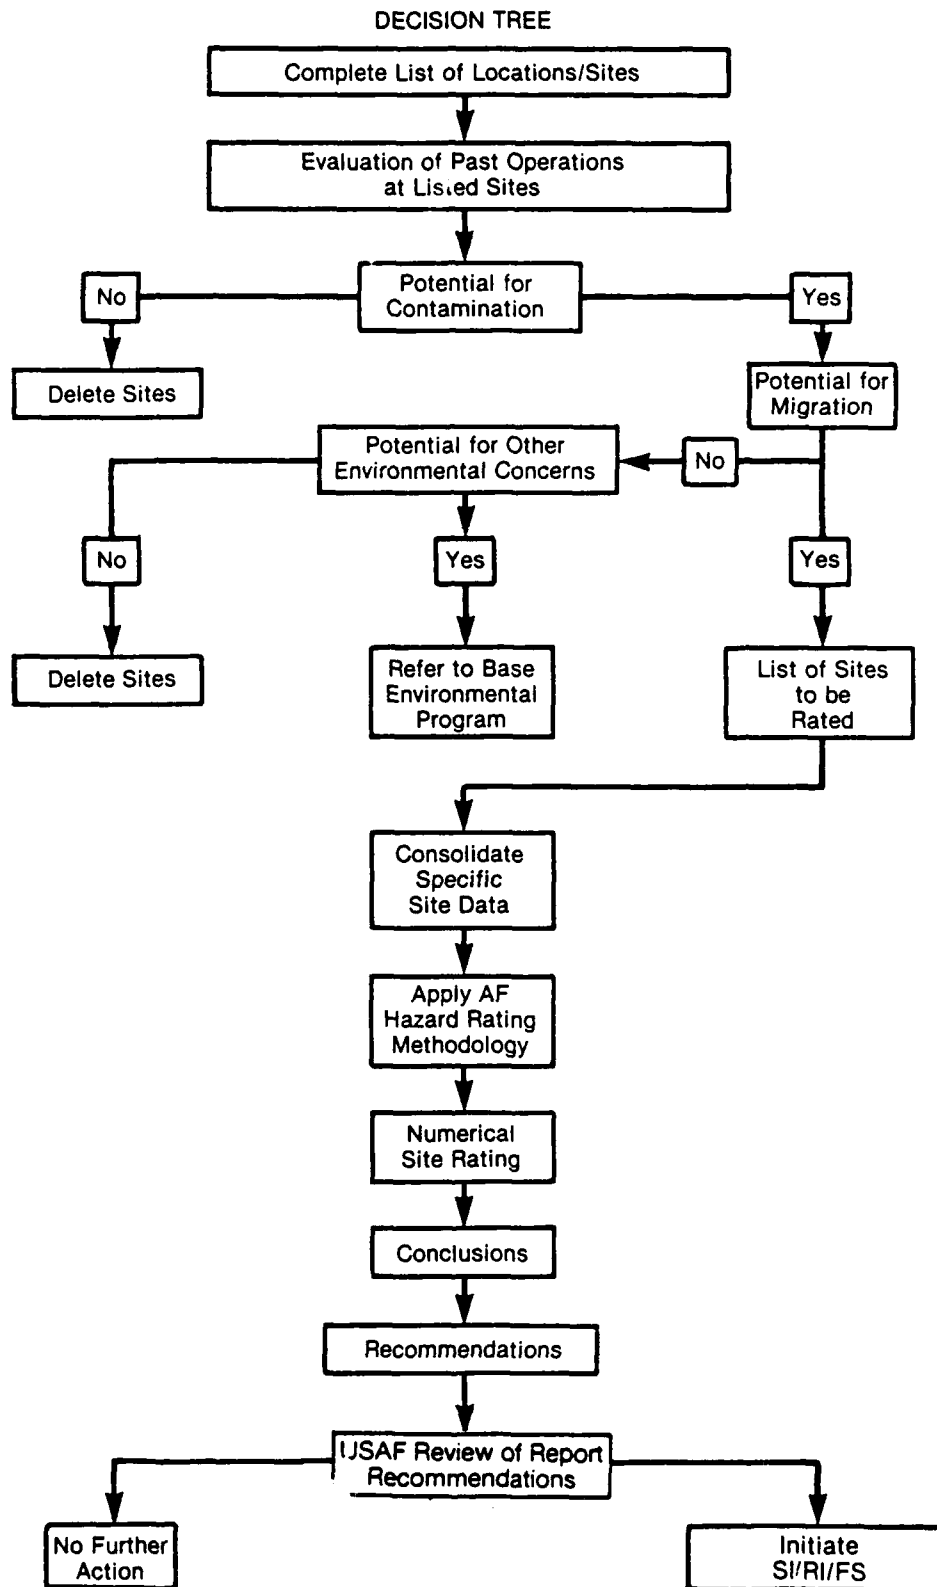 DECISION TREE
Complete List of Locations/Sites
Evaluation of Past Operations
at Listed Sites
Potential for
Contamination
No
Yes
Delete Sites
Potential for
Migration
Potential for Other
Environmental Concerns
No
No
Yes
Yes
Delete Sites
Refer to Base
Environmental
Program
List of Sites
to be
Rated
Consolidate
Specific
Site Data
Apply AF
Hazard Rating
Methodology
Numerical
Site Rating
Conclusions
Recommendations
USAF Review of Report
Recommendations
No Further
Action
Initiate
SI/RI/FS